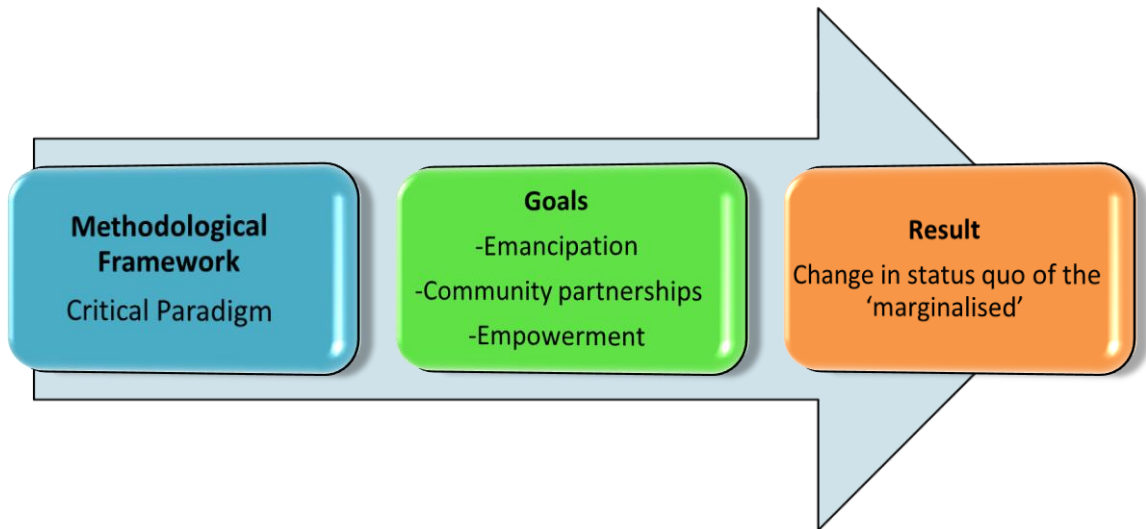 Methodological
Framework
Critical Paradigm
Goals
-Emancipation
-Community partnerships
-Empowerment
Result
Change in status quo of the
‘marginalised’